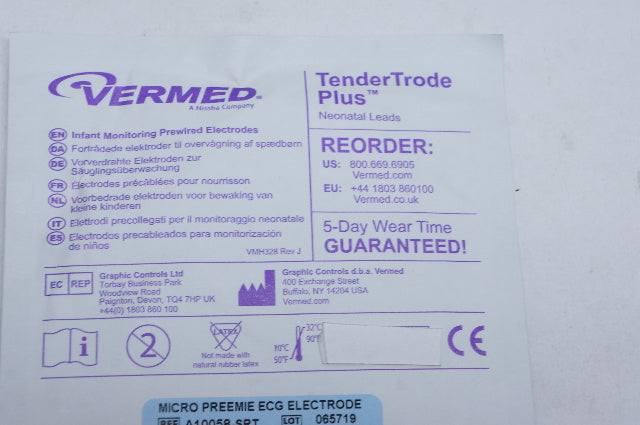 VERMED®
A Nissha Company
EN Infant Monitoring Prewired Electrodes
DA Fortrådede elektroder til overvågning af spædbørn
DE Vorverdrahte Elektroden zur
Säuglingsüberwachung
FR Electrodes précâblées pour nourrisson
NL Voorbedrade elektroden voor bewaking van
kleine kinderen
IT Elettrodi precollegati per il monitoraggio neonatale
ES Electrodos precableados para monitorización
de niños
VMH328 Rev J
TenderTrode
Plus™
Neonatal Leads
REORDER:
US: 800.669.6905
Vermed.com
EU: +44 1803 860100
Vermed.co.uk
5-Day Wear Time
GUARANTEED!
EC REP
Graphic Controls Ltd
Torbay Business Park
Woodview Road
Paignton, Devon, TQ4 7HP UK
+44(0) 1803 860 100
Graphic Controls d.b.a. Vermed
400 Exchange Street
Buffalo, NY 14204 USA
Vermed.com
i
2
LATEX
Not made with
natural rubber latex
32°C
90°F
10°C
50°F
CE
MICRO PREEMIE ECG ELECTRODE
REF A10058-SRT LOT 065719